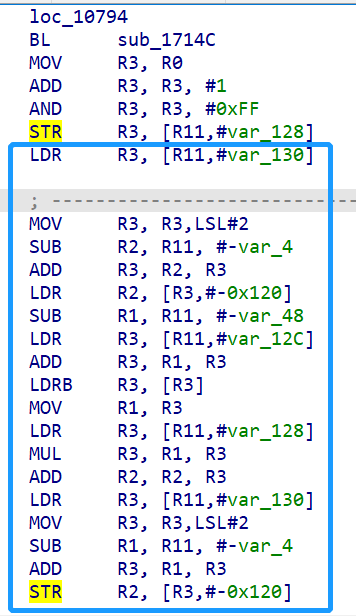 loc_10794
BL sub_1714C
MOV R3, R0
ADD R3, R3, #1
AND R3, R3, #0xFF
STR R3, [R11,#var_128]
LDR R3, [R11,#var_130]
; -----------------------------
MOV R3, R3,LSL#2
SUB R2, R11, #-var_4
ADD R3, R2, R3
LDR R2, [R3,#-0x120]
SUB R1, R11, #-var_48
LDR R3, [R11,#var_12C]
ADD R3, R1, R3
LDRB R3, [R3]
MOV R1, R3
LDR R3, [R11,#var_128]
MUL R3, R1, R3
ADD R2, R2, R3
LDR R3, [R11,#var_130]
MOV R3, R3,LSL#2
SUB R1, R11, #-var_4
ADD R3, R1, R3
STR R2, [R3,#-0x120]